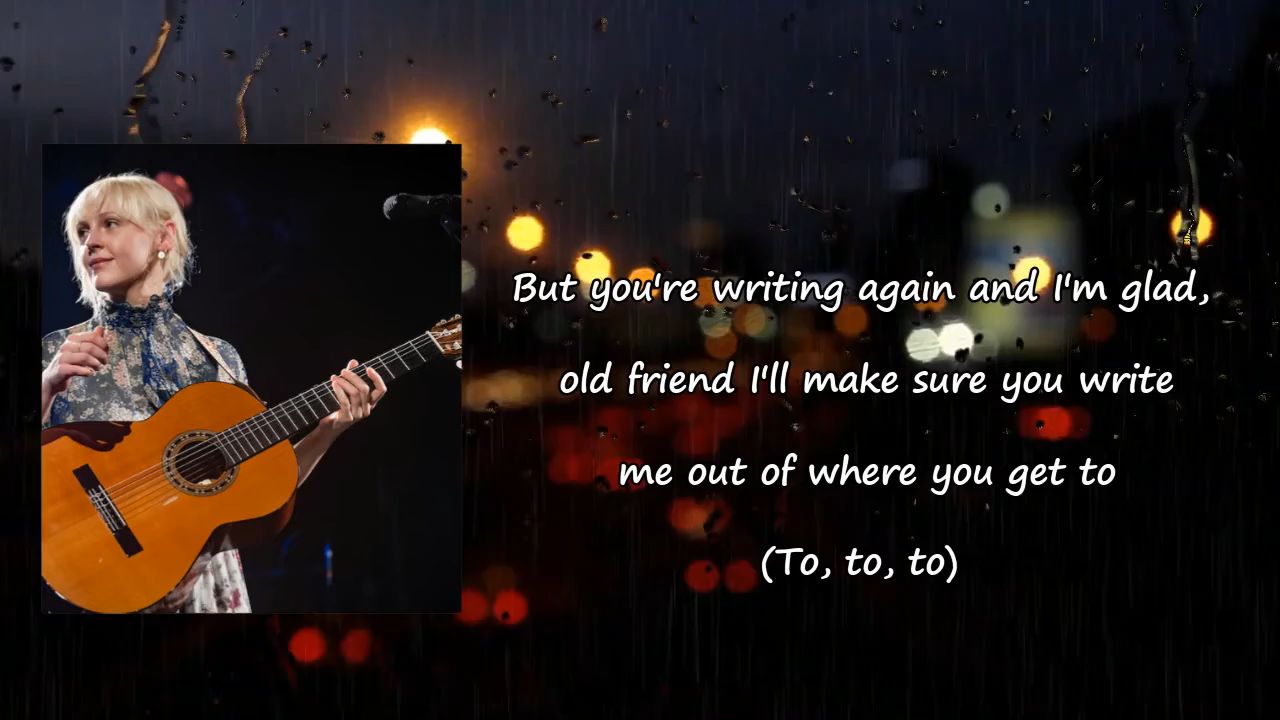 But you're writing again and I'm glad,
old friend I'll make sure you write
me out of where you get to
(To, to, to)